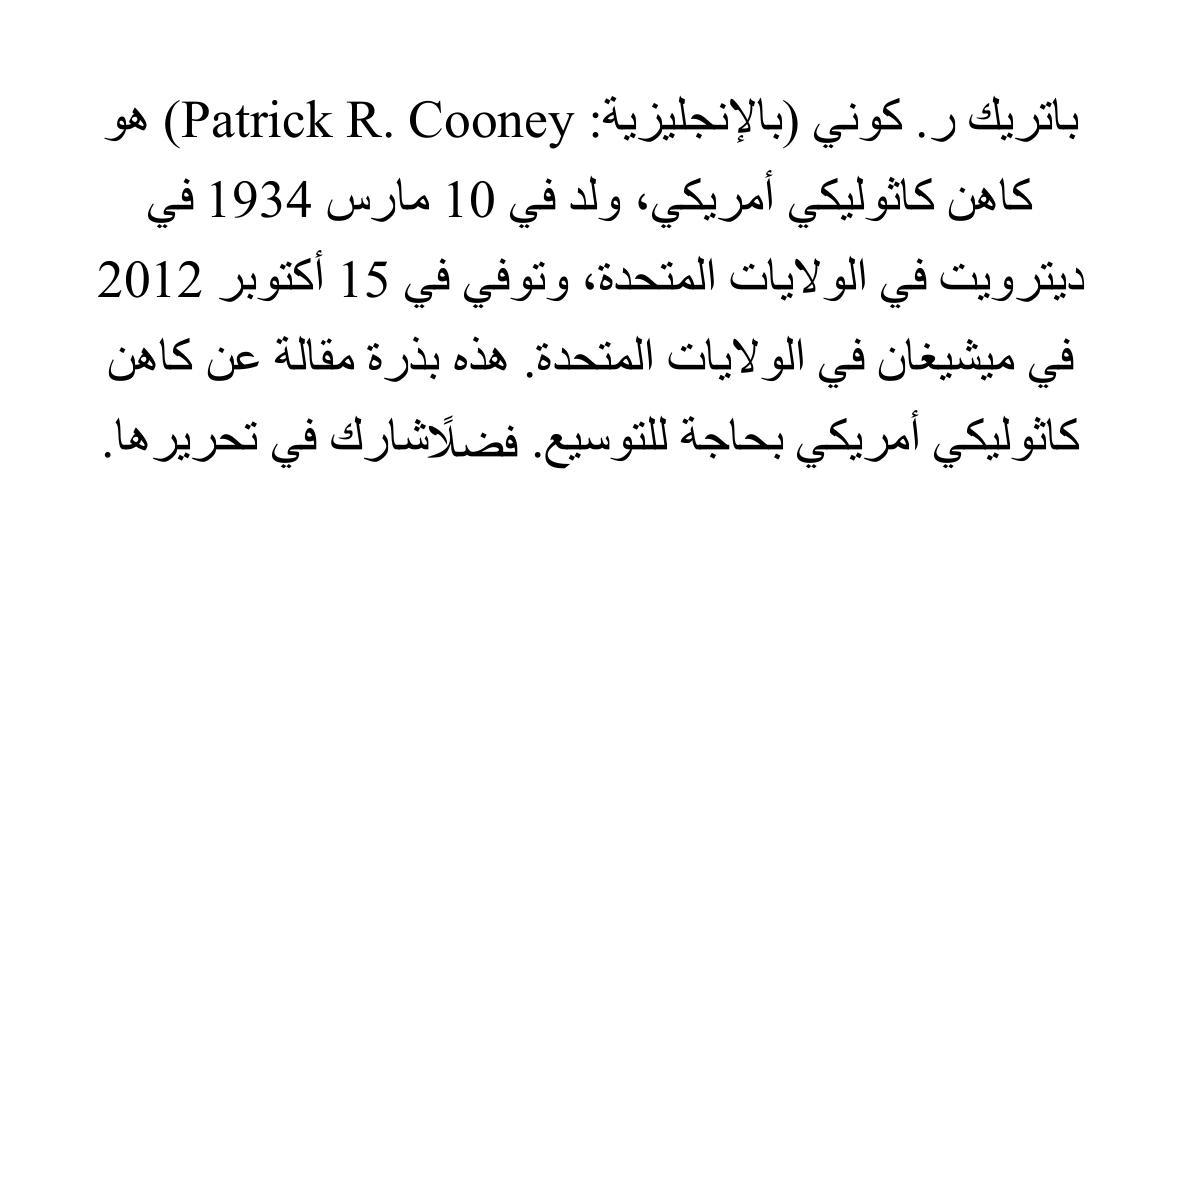 باتريك ر. كوني (بالإنجليزية: Patrick R. Cooney) هو
كاهن كاثوليكي أمريكي، ولد في 10 مارس 1934 في
ديترويت في الولايات المتحدة، وتوفي في 15 أكتوبر 2012
في ميشيغان في الولايات المتحدة. هذه بذرة مقالة عن كاهن
كاثوليكي أمريكي بحاجة للتوسيع. فضلًاشارك في تحريرها.